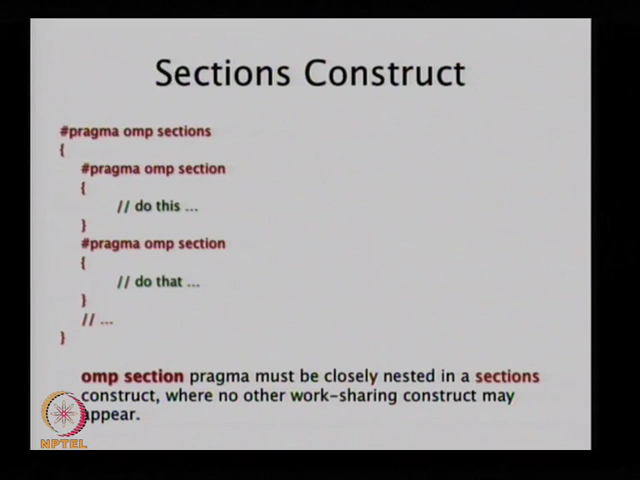 Sections Construct
#pragma omp sections
{
#pragma omp section
{
// do this ...
}
#pragma omp section
{
// do that ...
}
// ...
}
omp section pragma must be closely nested in a sections
construct, where no other work-sharing construct may
appear.
NPTEL